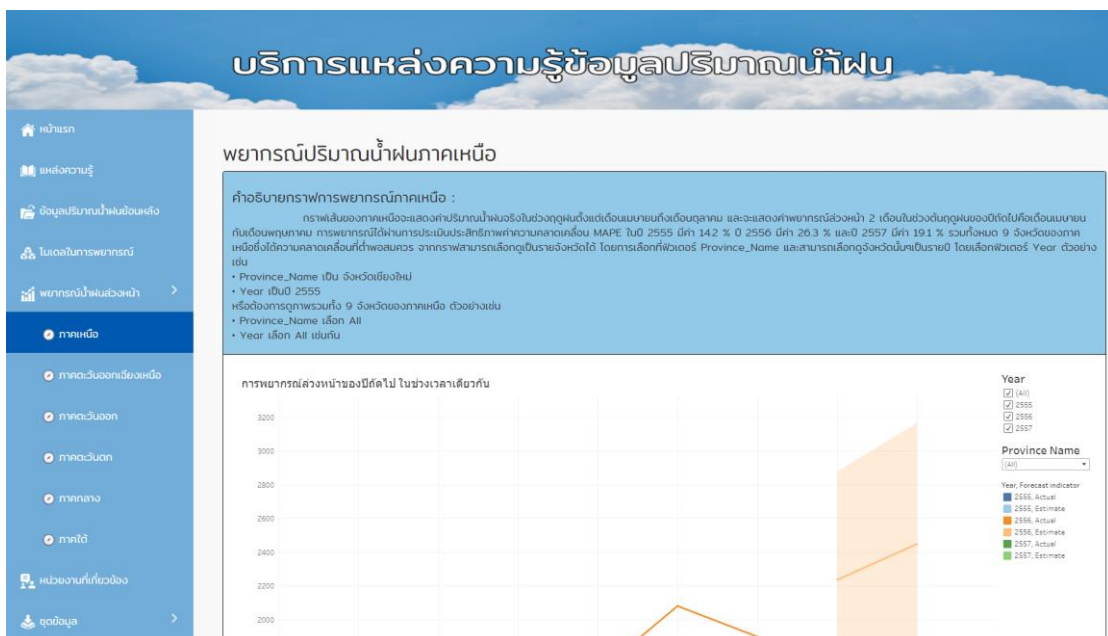 บริการแหล่งความรู้ข้อมูลปริมาณน้ำฝน
หน้าแรก
แหล่งความรู้
ข้อมูลปริมาณน้ำฝนย้อนหลัง
โมเดลในการพยากรณ์
พยากรณ์น้ำฝนล่วงหน้า
ภาคเหนือ
ภาคตะวันออกเฉียงเหนือ
ภาคตะวันออก
ภาคตะวันตก
ภาคกลาง
ภาคใต้
หน่วยงานที่เกี่ยวข้อง
ชุดข้อมูล
พยากรณ์ปริมาณน้ำฝนภาคเหนือ
คำอธิบายกราฟการพยากรณ์ภาคเหนือ :
กราฟเส้นของภาคเหนือจะแสดงค่าปริมาณน้ำฝนจริงในช่วงฤดูฝนตั้งแต่เดือนเมษายนถึงเดือนตุลาคม และจะแสดงค่าพยากรณ์ล่วงหน้า 2 เดือนในช่วงต้นฤดูฝนของปีถัดไปคือเดือนเมษายน
กับเดือนพฤษภาคม การพยากรณ์ได้ผ่านการประเมินประสิทธิภาพค่าความคลาดเคลื่อน MAPE ในปี 2555 มีค่า 14.2 % ปี 2556 มีค่า 26.3 % และปี 2557 มีค่า 19.1 % รวมทั้งหมด 9 จังหวัดของภาค
เหนือซึ่งได้ความคลาดเคลื่อนที่ต่ำพอสมควร จากกราฟสามารถเลือกดูเป็นรายจังหวัดได้ โดยการเลือกที่ฟิวเตอร์ Province_Name และสามารถเลือกดูจังหวัดนั้นๆเป็นรายปี โดยเลือกฟิวเตอร์ Year ตัวอย่าง
เช่น
• Province_Name เป็น จังหวัดเชียงใหม่
• Year เป็นปี 2555
หรือต้องการดูภาพรวมทั้ง 9 จังหวัดของภาคเหนือ ตัวอย่างเช่น
• Province_Name เลือก All
• Year เลือก All เช่นกัน
การพยากรณ์ล่วงหน้าของปีถัดไป ในช่วงเวลาเดียวกัน
3200
3000
2800
2600
2400
2200
2000
Year
(All)
2555
2556
2557
Province Name
(All)
Year, Forecast indicator
2555, Actual
2555, Estimate
2556, Actual
2556, Estimate
2557, Actual
2557, Estimate